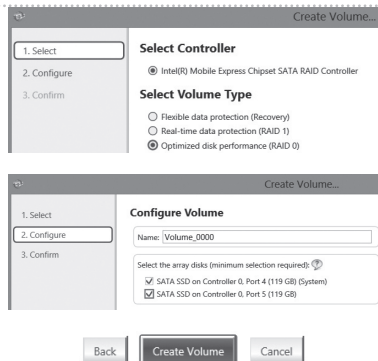 Create Volume...
1. Select
2. Configure
3. Confirm
Select Controller
Intel(R) Mobile Express Chipset SATA RAID Controller
Select Volume Type
Flexible data protection (Recovery)
Real-time data protection (RAID 1)
Optimized disk performance (RAID 0)
Create Volume...
1. Select
2. Configure
3. Confirm
Configure Volume
Name: Volume_0000
Select the array disks (minimum selection required): ?
SATA SSD on Controller 0, Port 4 (119 GB) (System)
SATA SSD on Controller 0, Port 5 (119 GB)
Back Create Volume Cancel